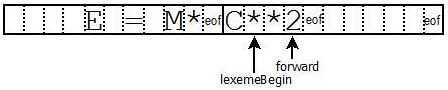 E = M* eof C**2 eof eof
forward
lexemeBegin